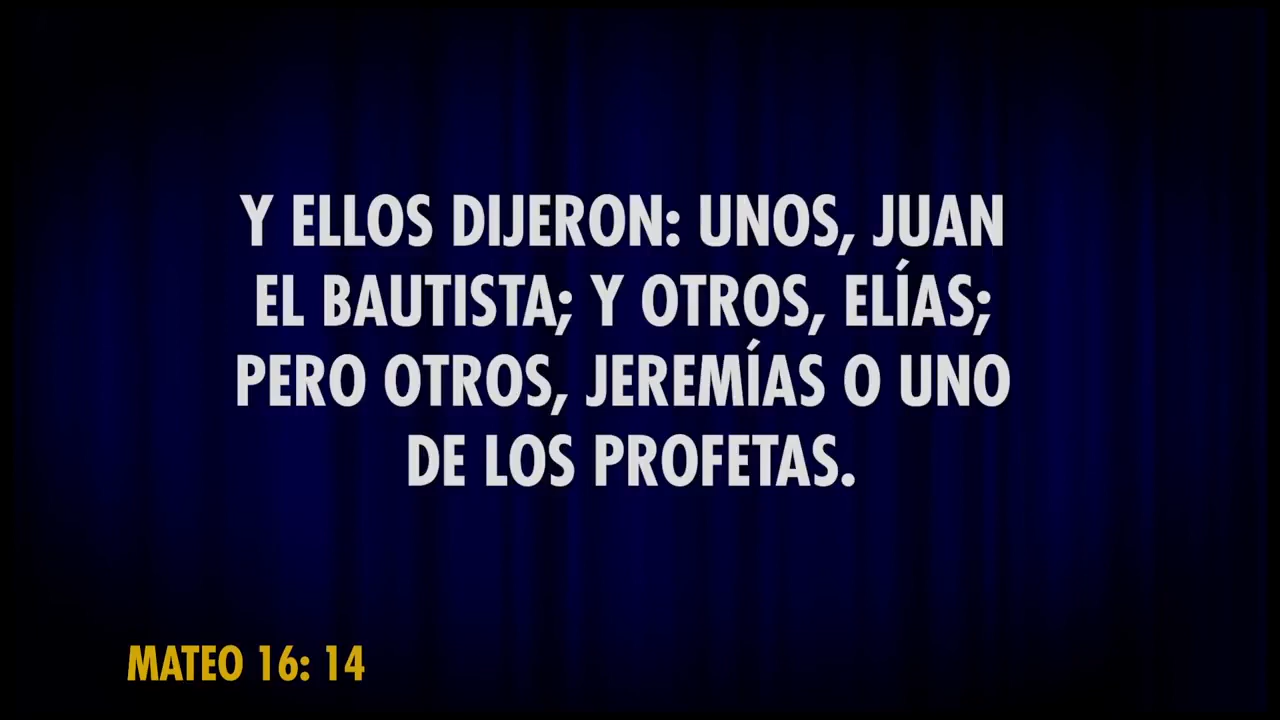 Y ELLOS DIJERON: UNOS, JUAN
EL BAUTISTA; Y OTROS, ELÍAS;
PERO OTROS, JEREMÍAS O UNO
DE LOS PROFETAS.
MATEO 16: 14